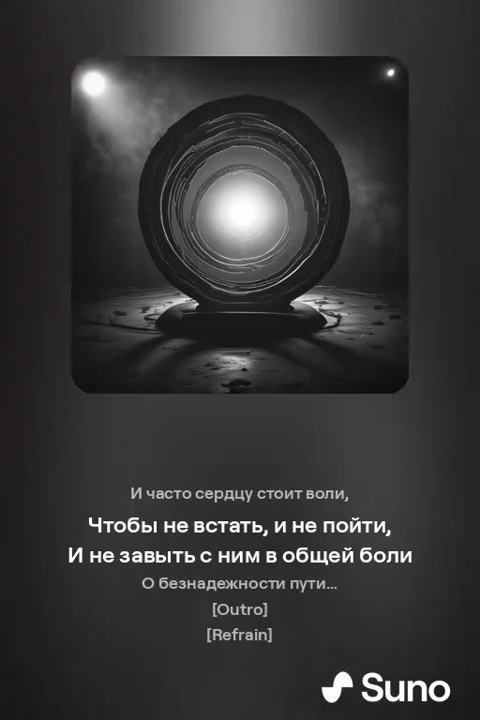 И часто сердцу стоит воли,
Чтобы не встать, и не пойти,
И не завыть с ним в общей боли
О безнадежности пути...
[Outro]
[Refrain]
Suno